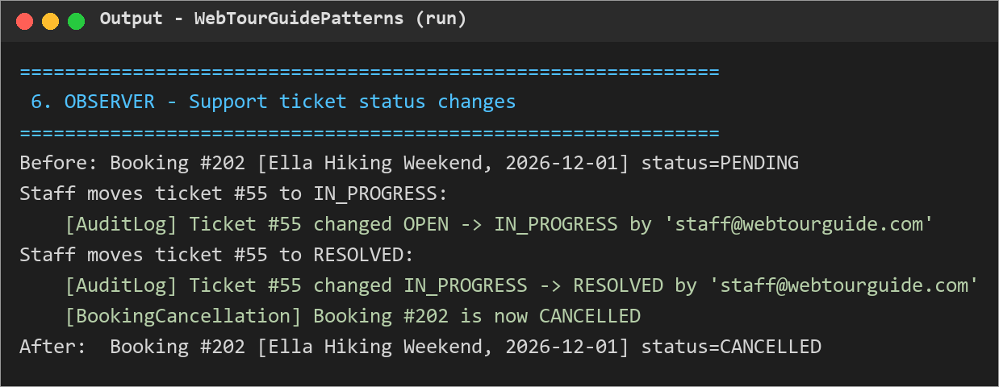 Output - WebTourGuidePatterns (run)
==============================================================
6. OBSERVER - Support ticket status changes
==============================================================
Before: Booking #202 [Ella Hiking Weekend, 2026-12-01] status=PENDING
Staff moves ticket #55 to IN_PROGRESS:
    [AuditLog] Ticket #55 changed OPEN -> IN_PROGRESS by 'staff@webtourguide.com'
Staff moves ticket #55 to RESOLVED:
    [AuditLog] Ticket #55 changed IN_PROGRESS -> RESOLVED by 'staff@webtourguide.com'
    [BookingCancellation] Booking #202 is now CANCELLED
After:  Booking #202 [Ella Hiking Weekend, 2026-12-01] status=CANCELLED